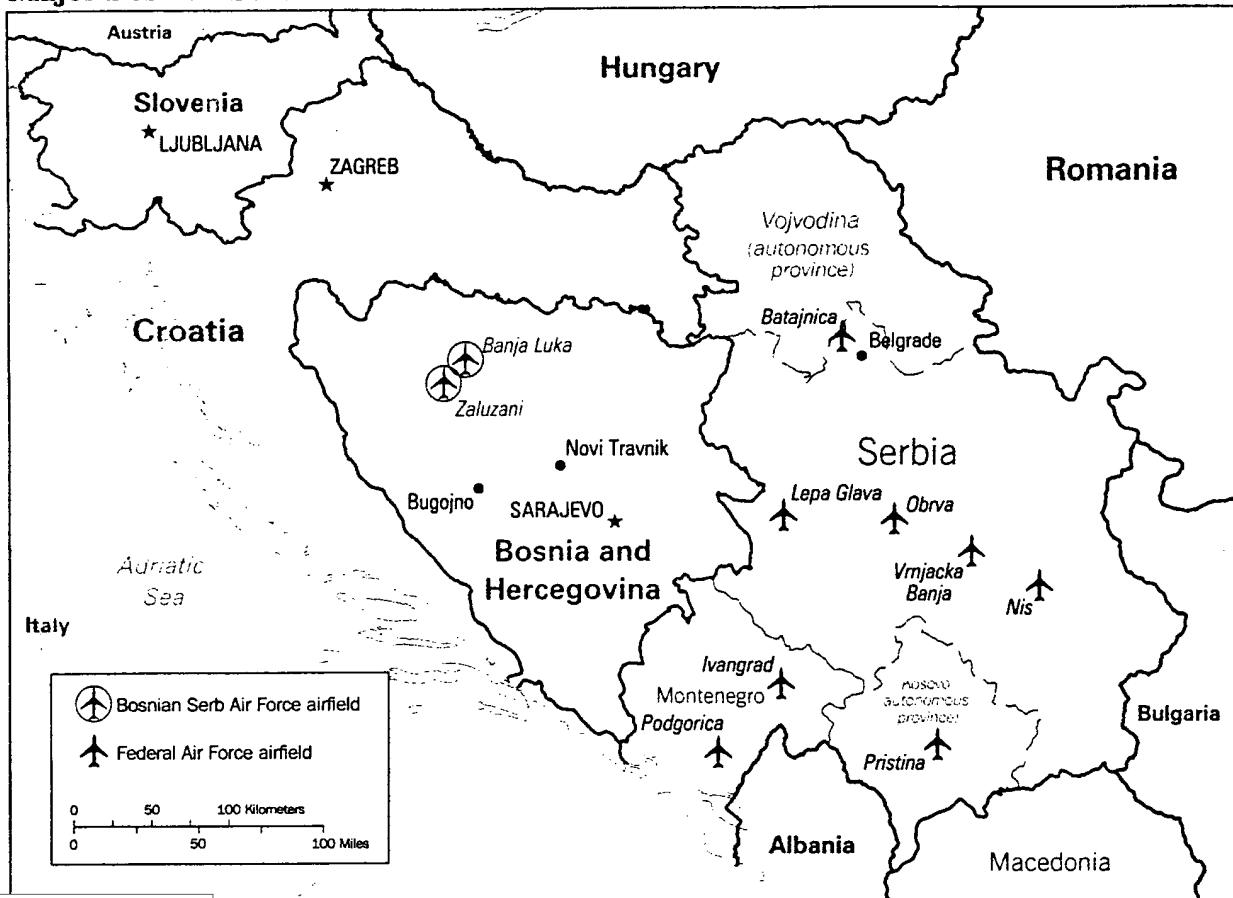 Austria
Hungary
Slovenia
LJUBLJANA
ZAGREB
Romania
Vojvodina
(autonomous
province)
Batajnica
Belgrade
Croatia
Banja Luka
Zaluzani
Serbia
Novi Travnik
Bugojno
SARAJEVO
Lepa Glava
Obrva
Bosnia and
Hercegovina
Vrnjacka
Banja
Nis
Adriatic
Sea
Italy
Ivangrad
Montenegro
Podgorica
Kosovo
autonomous
province)
Pristina
Bulgaria
Bosnian Serb Air Force airfield
Federal Air Force airfield
0 50 100 Kilometers
0 50 100 Miles
Albania
Macedonia